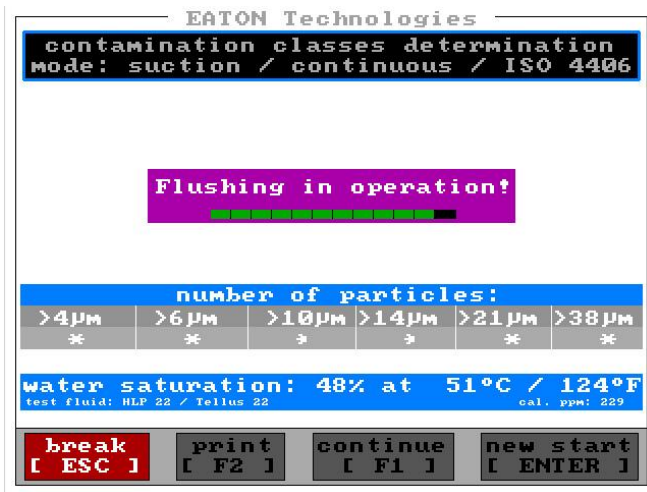 EATON Technologies
contamination classes determination
mode: suction / continuous / ISO 4406
Flushing in operation!
number of particles:
>4µm >6µm >10µm >14µm >21µm >38µm
* * * * * *
water saturation: 48% at 51°C / 124°F
test fluid: HLP 22 / Tellus 22 cal. ppm: 229
break print continue new start
[ ESC ] [ F2 ] [ F1 ] [ ENTER ]